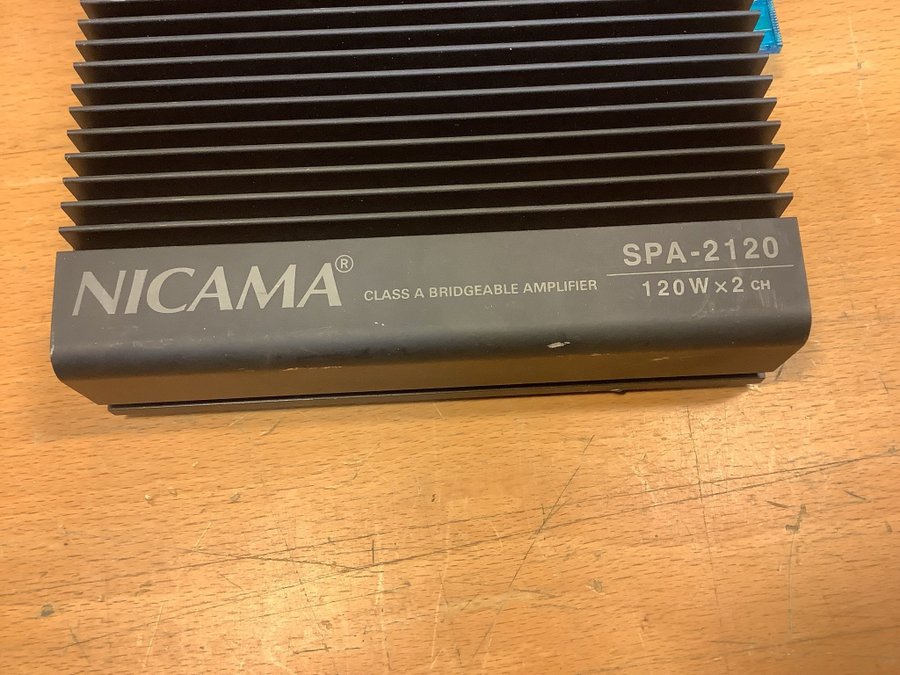 NICAMA®
CLASS A BRIDGEABLE AMPLIFIER
SPA-2120
120W×2 CH